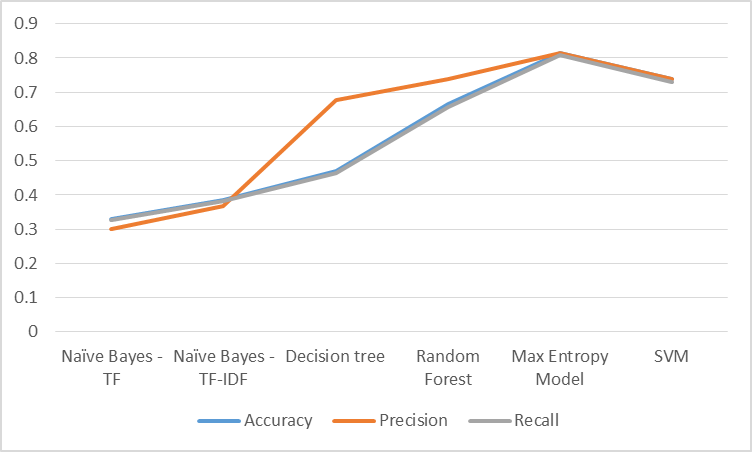 0.9
0.8
0.7
0.6
0.5
0.4
0.3
0.2
0.1
0
Naïve Bayes - TF
Naïve Bayes - TF-IDF
Decision tree
Random Forest
Max Entropy Model
SVM
Accuracy
Precision
Recall